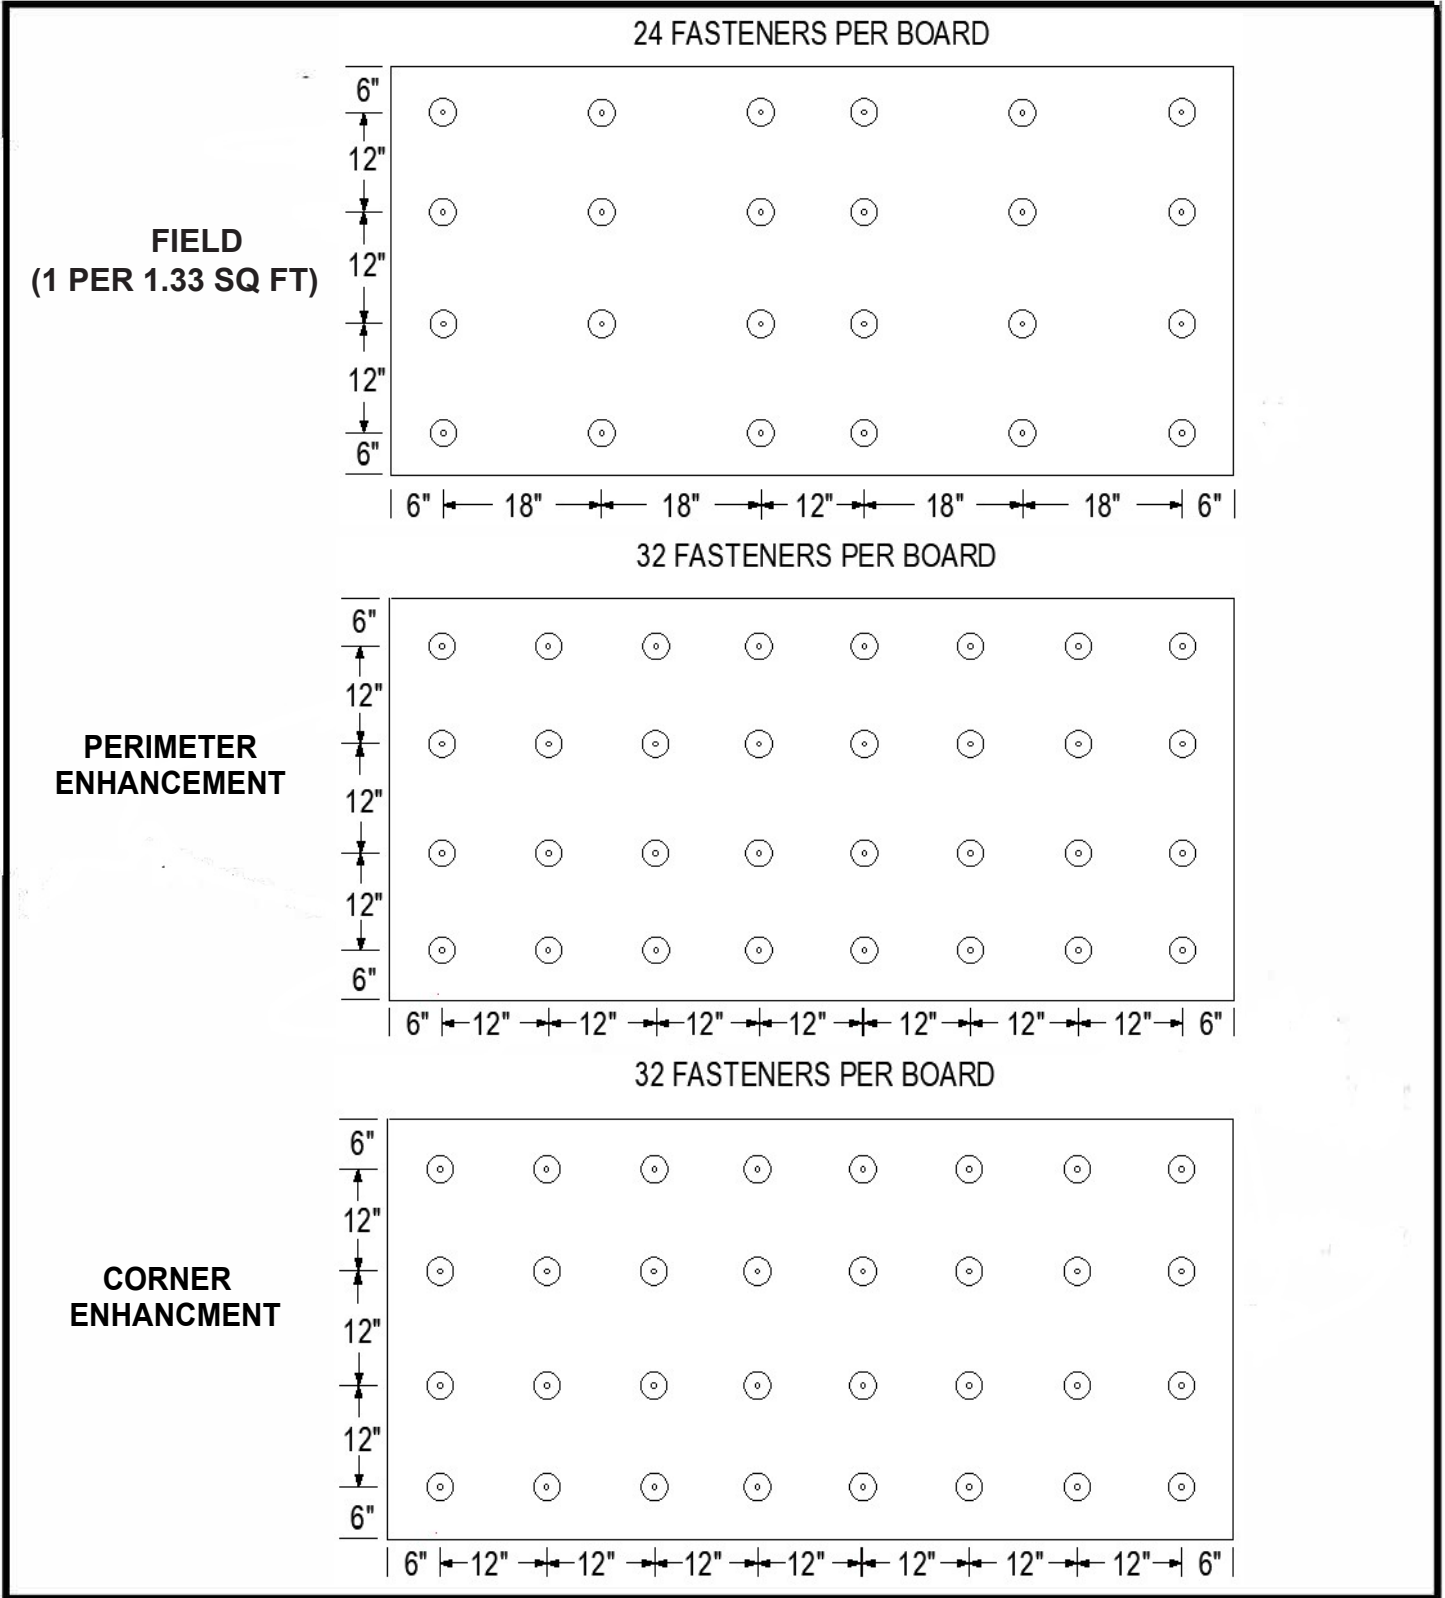 24 FASTENERS PER BOARD
6"
12"
FIELD
(1 PER 1.33 SQ FT)
12"
12"
6"
6" 18" 18" 12" 18" 18" 6"
32 FASTENERS PER BOARD
6"
12"
PERIMETER
ENHANCEMENT
12"
12"
6"
6" 12" 12" 12" 12" 12" 12" 12" 6"
32 FASTENERS PER BOARD
6"
12"
CORNER
ENHANCMENT
12"
12"
6"
6" 12" 12" 12" 12" 12" 12" 12" 6"